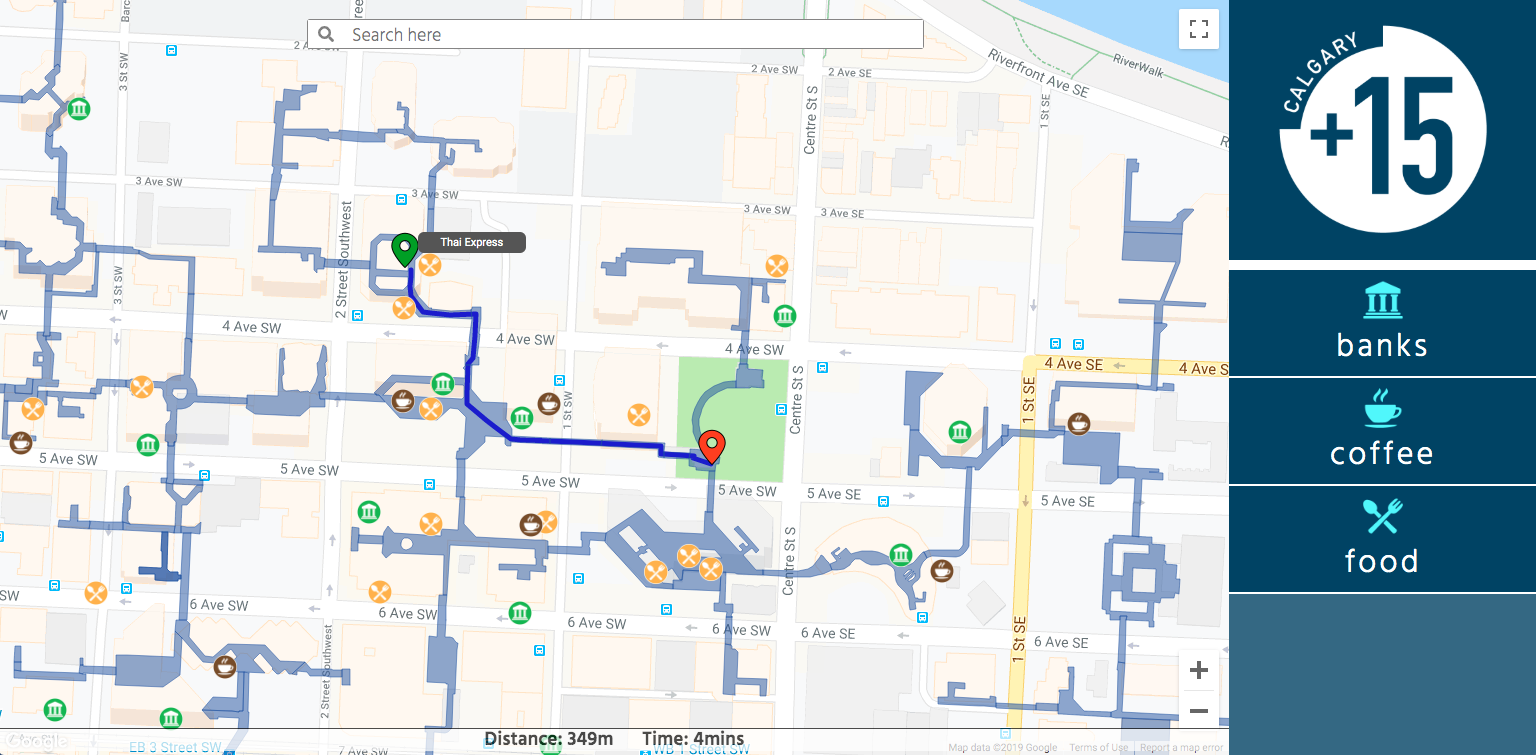 Search here
2 Ave SW
2 Ave SE
Riverfront Ave SE
RiverWalk
3 St SW
Centre St S
1 St SE
3 Ave SW
3 Ave SW
3 Ave SW
3 Ave SE
2 Street Southwest
Thai Express
3 St SW
4 Ave SW
4 Ave SW
4 Ave SW
4 Ave SE
4 Ave S
1 St SW
Centre St S
1 St SE
5 Ave SW
5 Ave SW
5 Ave SW
5 Ave SW
5 Ave SE
5 Ave SE
Centre St S
6 Ave SW
6 Ave SW
6 Ave SW
6 Ave SW
6 Ave SE
6 Ave SE
1 St SE
2 Street Southwest
7 Ave SW
EB 3 Street SW
WB 1 Street SW
Distance: 349m Time: 4mins
Google
Map data ©2019 Google Terms of Use Report a map error
CALGARY
+15
banks
coffee
food